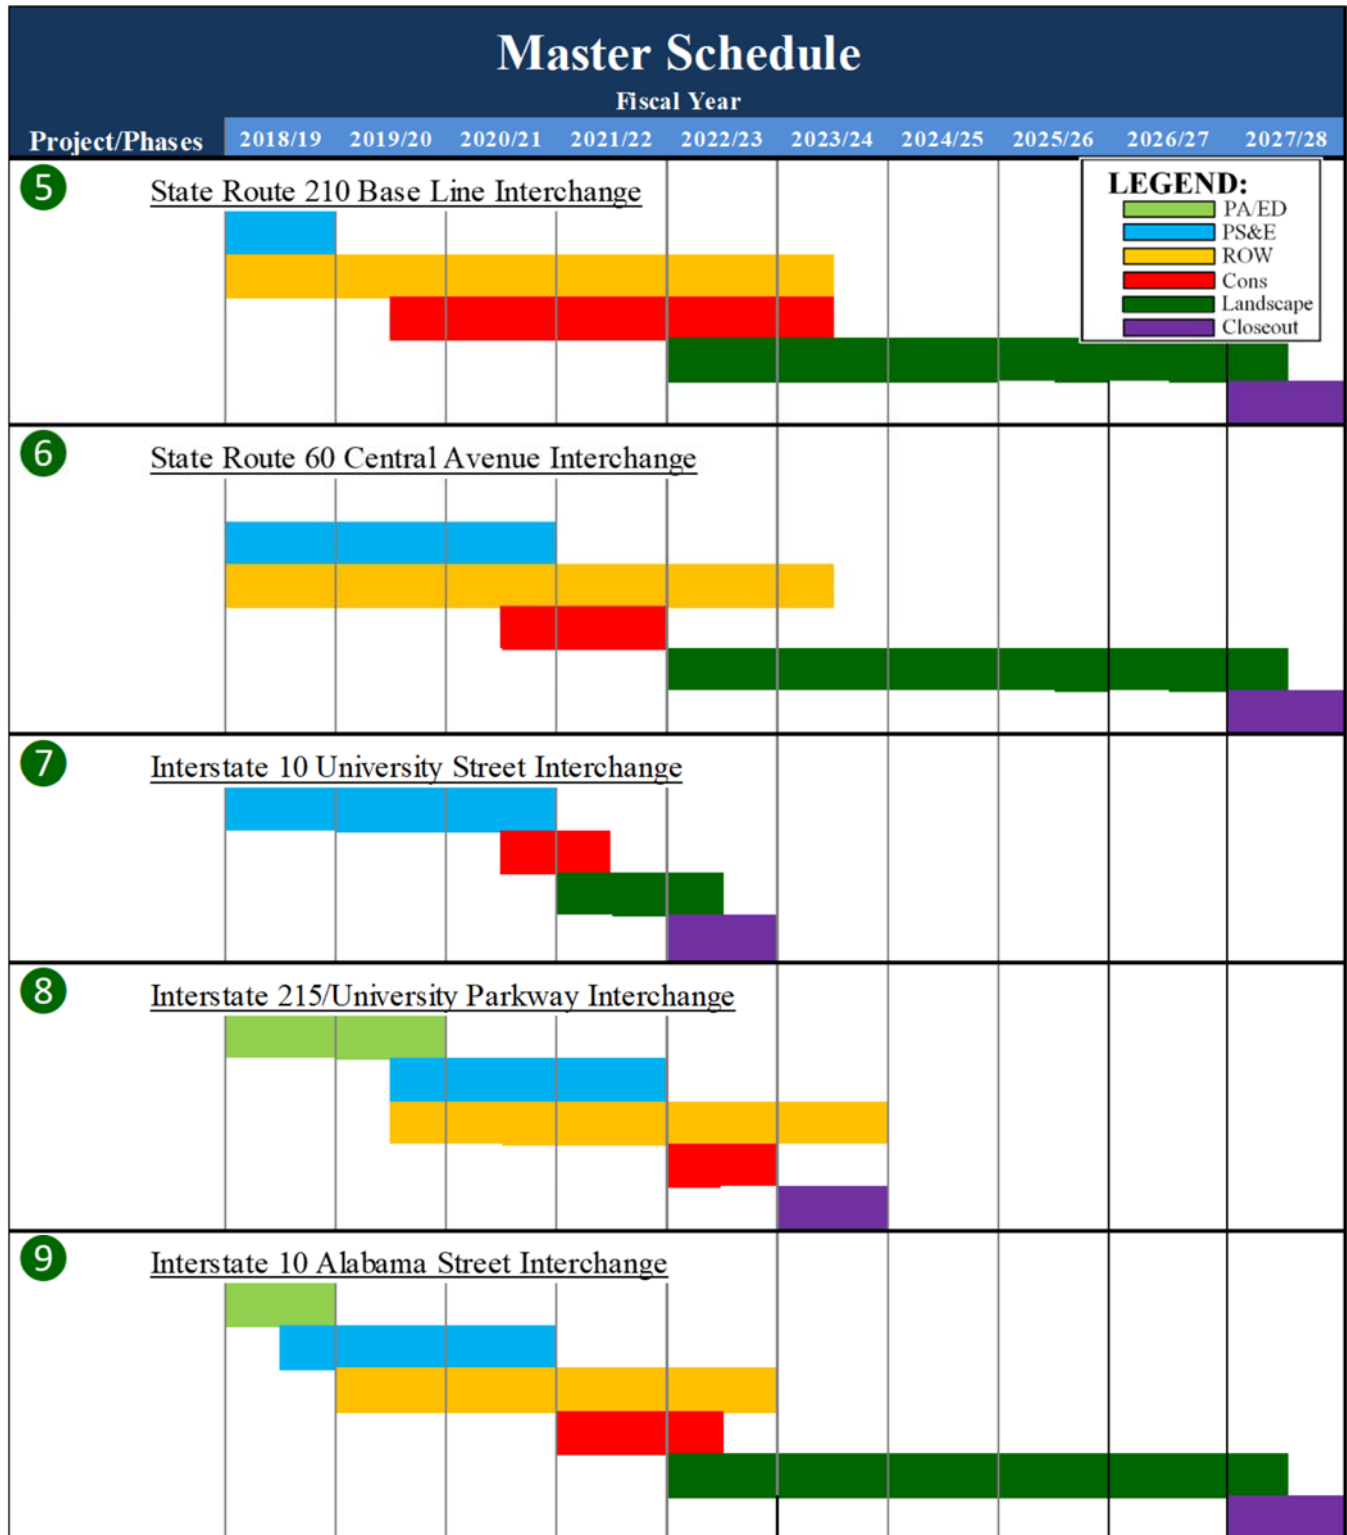 Master Schedule
Fiscal Year
Project/Phases 2018/19 2019/20 2020/21 2021/22 2022/23 2023/24 2024/25 2025/26 2026/27 2027/28
5 State Route 210 Base Line Interchange
LEGEND:
PA/ED
PS&E
ROW
Cons
Landscape
Closeout
6 State Route 60 Central Avenue Interchange
7 Interstate 10 University Street Interchange
8 Interstate 215/University Parkway Interchange
9 Interstate 10 Alabama Street Interchange